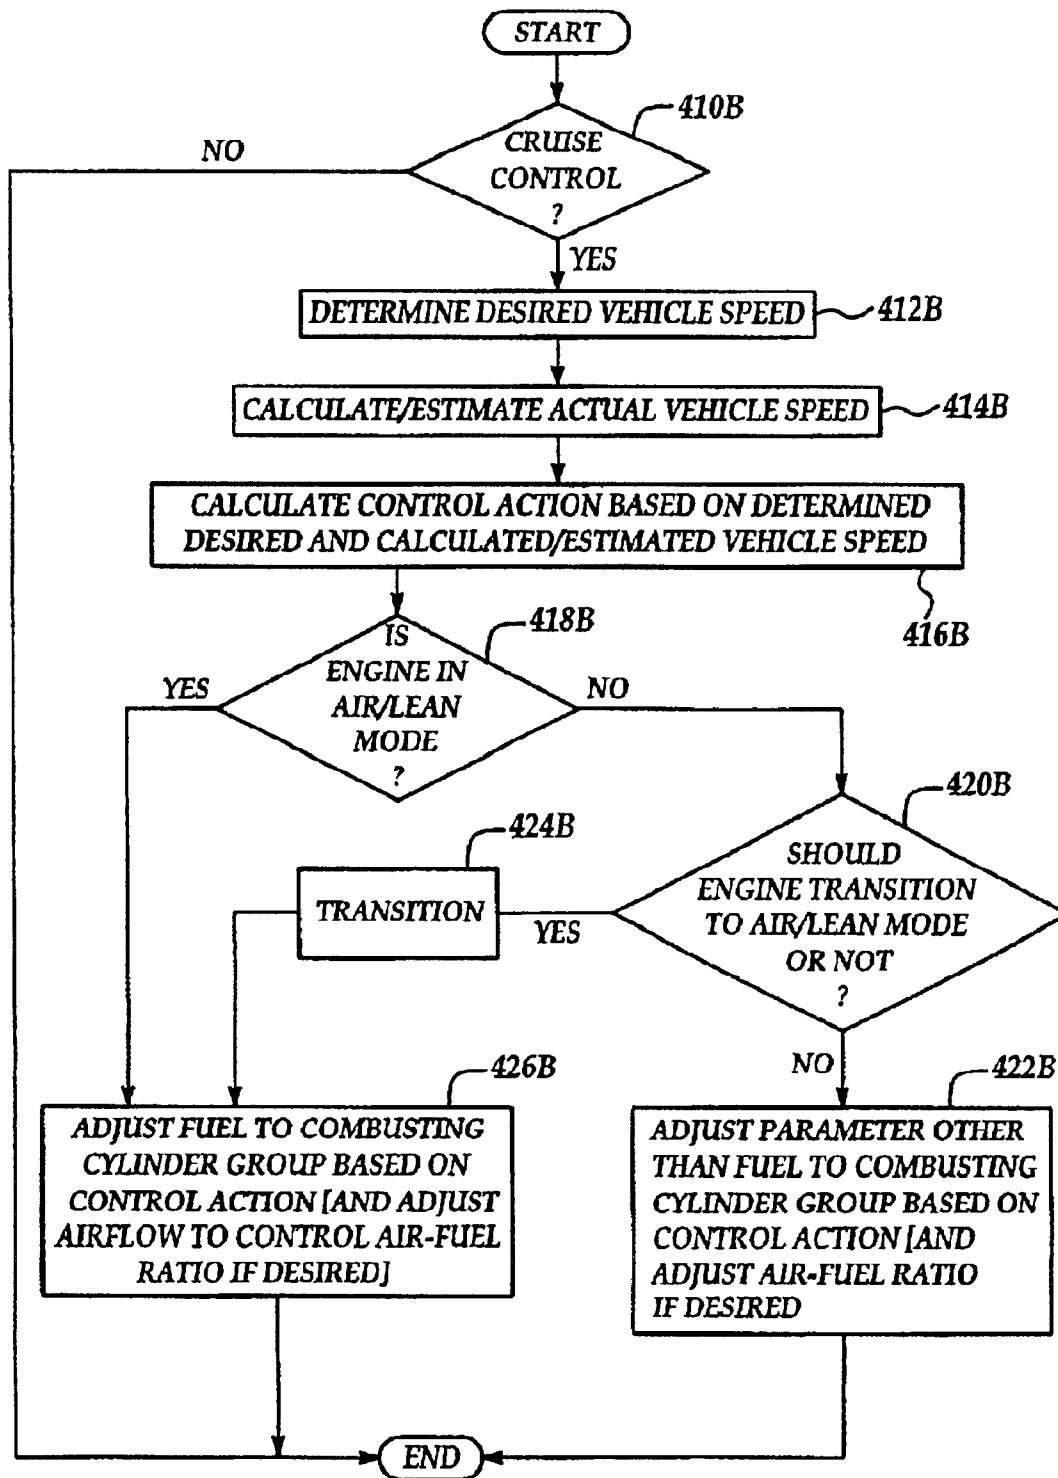 START
410B
CRUISE
CONTROL
?
NO
YES
DETERMINE DESIRED VEHICLE SPEED
412B
CALCULATE/ESTIMATE ACTUAL VEHICLE SPEED
414B
CALCULATE CONTROL ACTION BASED ON DETERMINED
DESIRED AND CALCULATED/ESTIMATED VEHICLE SPEED
416B
IS
ENGINE IN
AIR/LEAN
MODE
?
418B
YES
NO
420B
SHOULD
ENGINE TRANSITION
TO AIR/LEAN MODE
OR NOT
?
424B
TRANSITION
YES
NO
426B
ADJUST FUEL TO COMBUSTING
CYLINDER GROUP BASED ON
CONTROL ACTION [AND ADJUST
AIRFLOW TO CONTROL AIR-FUEL
RATIO IF DESIRED]
422B
ADJUST PARAMETER OTHER
THAN FUEL TO COMBUSTING
CYLINDER GROUP BASED ON
CONTROL ACTION [AND
ADJUST AIR-FUEL RATIO
IF DESIRED
END